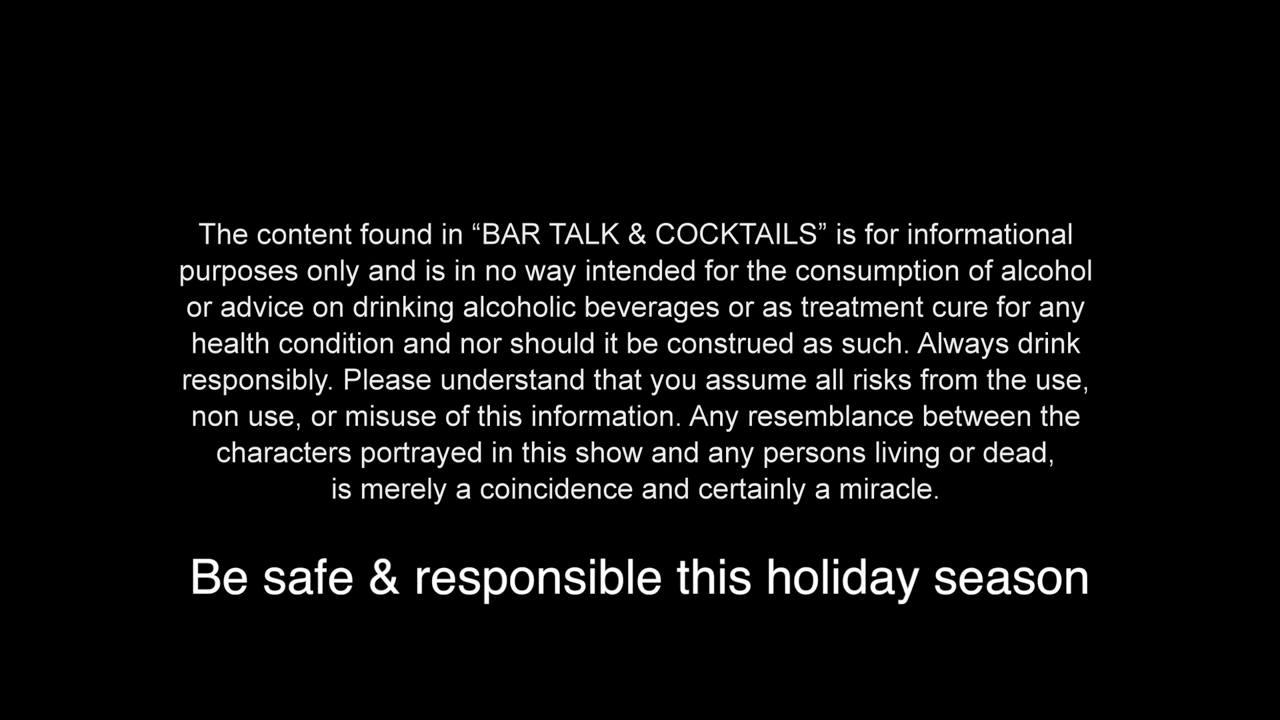 The content found in “BAR TALK & COCKTAILS” is for informational
purposes only and is in no way intended for the consumption of alcohol
or advice on drinking alcoholic beverages or as treatment cure for any
health condition and nor should it be construed as such. Always drink
responsibly. Please understand that you assume all risks from the use,
non use, or misuse of this information. Any resemblance between the
characters portrayed in this show and any persons living or dead,
is merely a coincidence and certainly a miracle.
Be safe & responsible this holiday season